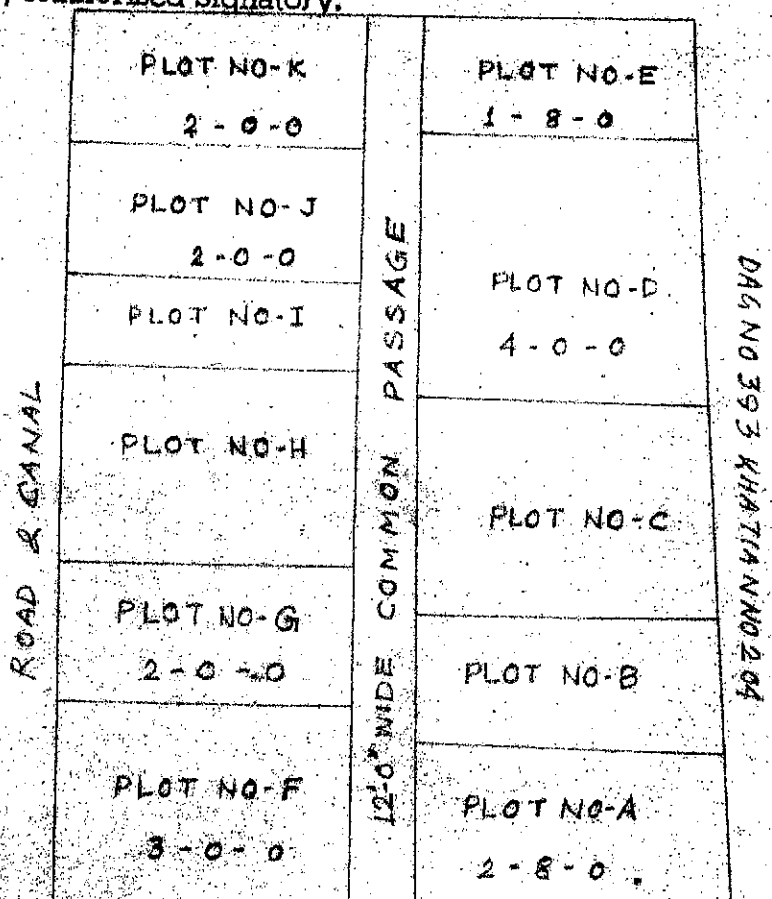 Authorized Signatory.
PLOT NO-K
2 - 0 - 0
PLOT NO-J
2 - 0 - 0
PLOT NO-I
PLOT NO-H
PLOT NO-G
2 - 0 - 0
PLOT NO-F
3 - 0 - 0
ROAD & CANAL
12'-0" WIDE COMMON PASSAGE
PLOT NO-E
1 - 8 - 0
PLOT NO-D
4 - 0 - 0
PLOT NO-C
PLOT NO-B
PLOT NO-A
2 - 8 - 0 .
DAG NO 393 KHATIAN NO 204